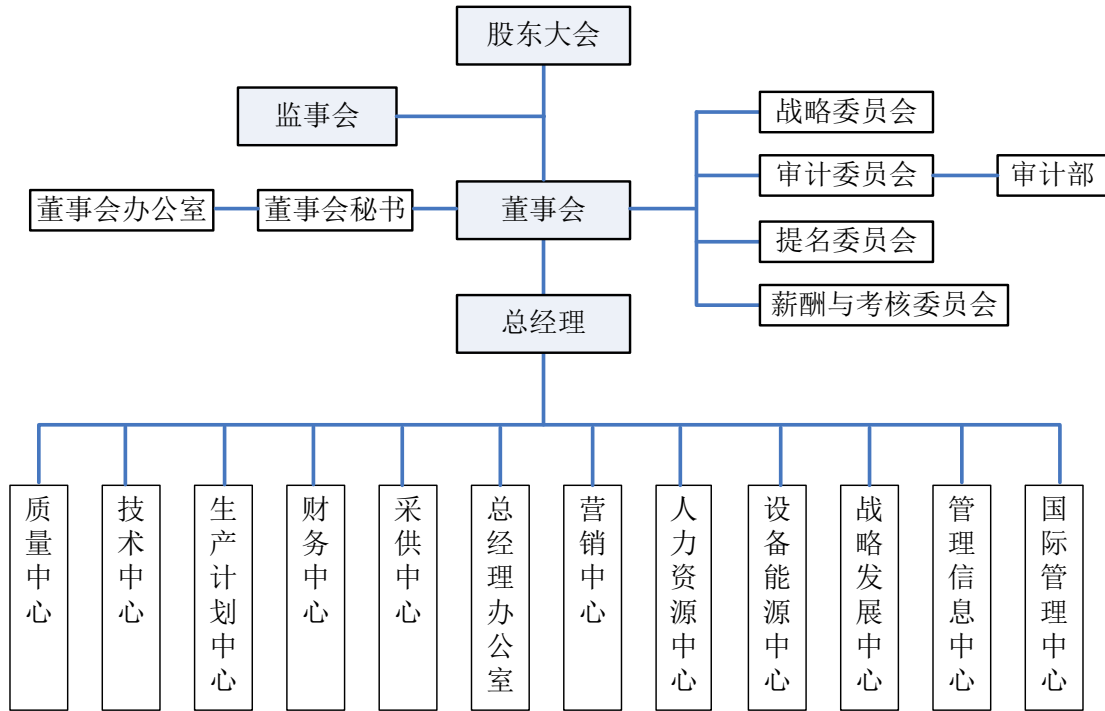 股东大会
监事会
战略委员会
审计委员会
审计部
董事会办公室
董事会秘书
董事会
提名委员会
薪酬与考核委员会
总经理
质量中心
技术中心
生产计划中心
财务中心
采供中心
总经理办公室
营销中心
人力资源中心
设备能源中心
战略发展中心
管理信息中心
国际管理中心